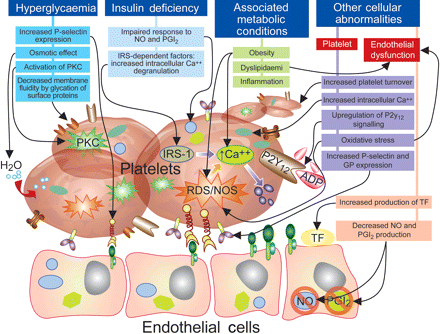 Hyperglycaemia
Increased P-selectin
expression
Osmotic effect
Activation of PKC
Decreased membrane
fluidity by glycation of
surface proteins
Insulin deficiency
Impaired response to
NO and PGI2
IRS-dependent factors:
increased intracellular Ca++
degranulation
Associated
metabolic
conditions
Obesity
Dyslipidaemi
Inflammation
Other cellular
abnormalities
Platelet
Endothelial
dysfunction
Increased platelet turnover
Increased intracellular Ca++
Upregulation of P2y12
signalling
Oxidative stress
Increased P-selectin and
GP expression
Increased production of TF
Decreased NO and
PGI2 production
H2O
PKC
Platelets
IRS-1
↑Ca++
P2Y12
ADP
RDS/NOS
TF
NO
PGI2
Endothelial cells